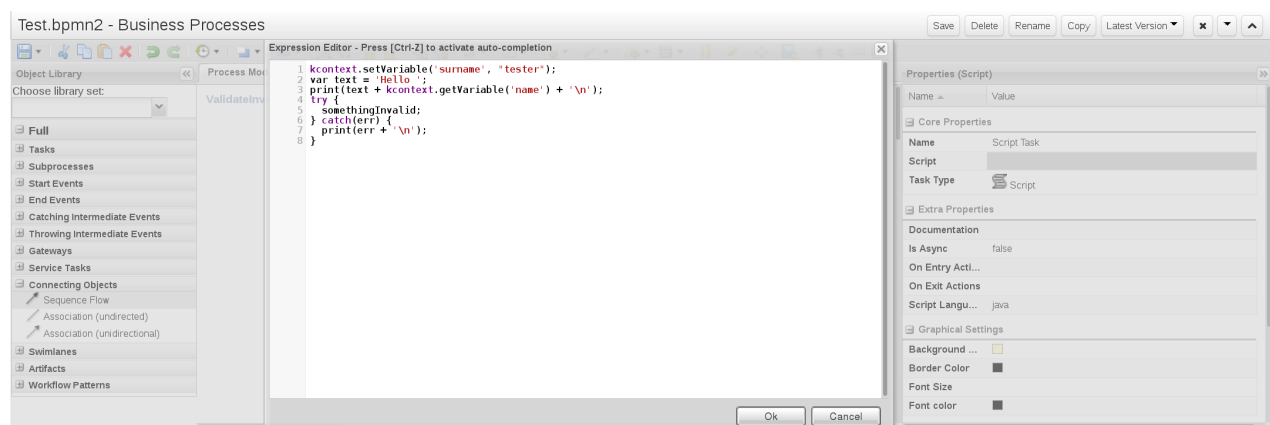 Test.bpmn2 - Business Processes
Save Delete Rename Copy Latest Version
Expression Editor - Press [Ctrl-Z] to activate auto-completion
Object Library
Process Mo
Choose library set:
ValidateInv
Full
Tasks
Subprocesses
Start Events
End Events
Catching Intermediate Events
Throwing Intermediate Events
Gateways
Service Tasks
Connecting Objects
Sequence Flow
Association (undirected)
Association (unidirectional)
Swimlanes
Artifacts
Workflow Patterns
1 kcontext.setVariable('surname', "tester");
2 var text = 'Hello ';
3 print(text + kcontext.getVariable('name') + '\n');
4 try {
5 somethingInvalid;
6 } catch(err) {
7 print(err + '\n');
8 }
Ok Cancel
Properties (Script)
Name Value
Core Properties
Name Script Task
Script
Task Type Script
Extra Properties
Documentation
Is Async false
On Entry Acti...
On Exit Actions
Script Langu... java
Graphical Settings
Background ...
Border Color
Font Size
Font color